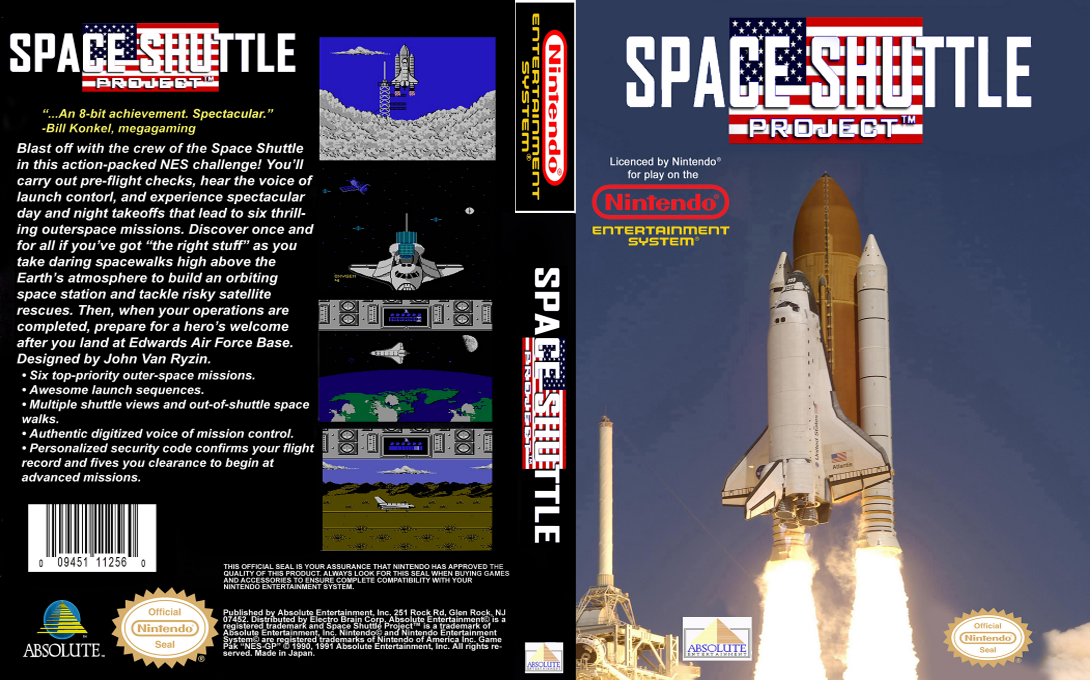 SPACE SHUTTLE
PROJECT™
“...An 8-bit achievement. Spectacular.”
-Bill Konkel, megagaming
Blast off with the crew of the Space Shuttle
in this action-packed NES challenge! You’ll
carry out pre-flight checks, hear the voice of
launch contorl, and experience spectacular
day and night takeoffs that lead to six thrill-
ing outerspace missions. Discover once and
for all if you’ve got “the right stuff” as you
take daring spacewalks high above the
Earth’s atmosphere to build an orbiting
space station and tackle risky satellite
rescues. Then, when your operations are
completed, prepare for a hero’s welcome
after you land at Edwards Air Force Base.
Designed by John Van Ryzin.
• Six top-priority outer-space missions.
• Awesome launch sequences.
• Multiple shuttle views and out-of-shuttle space
walks.
• Authentic digitized voice of mission control.
• Personalized security code confirms your flight
record and fives you clearance to begin at
advanced missions.
OXYGEN
4
0 09451 11256 0
THIS OFFICIAL SEAL IS YOUR ASSURANCE THAT NINTENDO HAS APPROVED THE
QUALITY OF THIS PRODUCT. ALWAYS LOOK FOR THIS SEAL WHEN BUYING GAMES
AND ACCESSORIES TO ENSURE COMPLETE COMPATIBILITY WITH YOUR
NINTENDO ENTERTAINMENT SYSTEM.
ABSOLUTE™
Official
Nintendo
Seal
®
Published by Absolute Entertainment, Inc. 251 Rock Rd, Glen Rock, NJ
07452. Distributed by Electro Brain Corp. Absolute Entertainment© is a
registered trademark and Space Shuttle Project™ is a trademark of
Absolute Entertainment, Inc. Nintendo© and Nintendo Entertainment
System© are registered trademarks of Nintendo of America Inc. Game
Pak “NES-GP” © 1990, 1991 Absolute Entertainment, Inc. All rights re-
served. Made in Japan.
Nintendo®
ENTERTAINMENT
SYSTEM®
SPACE SHUTTLE
PROJECT™
ABSOLUTE
ENTERTAINMENT
SPACE SHUTTLE
PROJECT™
Licenced by Nintendo®
for play on the
Nintendo®
ENTERTAINMENT
SYSTEM®
United States
Atlantis
ABSOLUTE
ENTERTAINMENT
Official
Nintendo
Seal
®